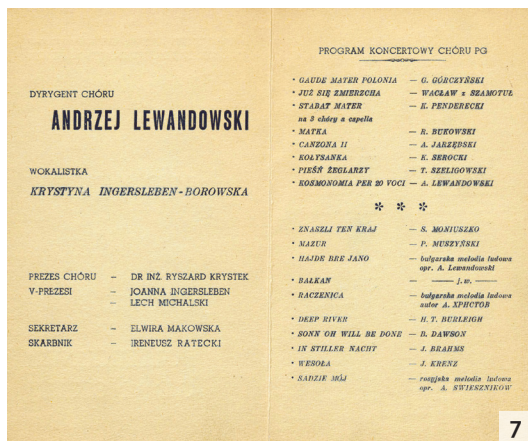 DYRYGENT CHÓRU
ANDRZEJ LEWANDOWSKI
WOKALISTKA
KRYSTYNA INGERSLEBEN-BOROWSKA
PREZES CHÓRU – DR INŻ. RYSZARD KRYSTEK
V-PREZESI – JOANNA INGERSLEBEN
– LECH MICHALSKI
SEKRETARZ – ELWIRA MAKOWSKA
SKARBNIK – IRENEUSZ RATECKI
PROGRAM KONCERTOWY CHÓRU PG
• GAUDE MATER POLONIA — G. GÓRCZYŃSKI
• JUŻ SIĘ ZMIERZCHA — WACŁAW z SZAMOTUŁ
• STABAT MATER — K. PENDERECKI
na 3 chóry a capella
• MATKA — R. BUKOWSKI
• CANZONA II — A. JARZĘBSKI
• KOŁYSANKA — K. SEROCKI
• PIEŚŃ ŻEGLARZY — T. SZELIGOWSKI
• KOSMONOMIA PER 20 VOCI — A. LEWANDOWSKI
* * *
• ZNASZLI TEN KRAJ — S. MONIUSZKO
• MAZUR — P. MUSZYŃSKI
• HAJDE BRE JANO — bułgarska melodia ludowa
opr. A. Lewandowski
• BAŁKAN — j. w. —
• RACZENICA — bułgarska melodia ludowa
autor A. XPHCTOB
• DEEP RIVER — H. T. BURLEIGH
• SONN'OH WILL BE DONE — B. DAWSON
• IN STILLER NACHT — J. BRAHMS
• WESOŁA — J. KRENZ
• SADZIE MÓJ — rosyjska melodia ludowa
opr. A. SWIESZNIKOW
7